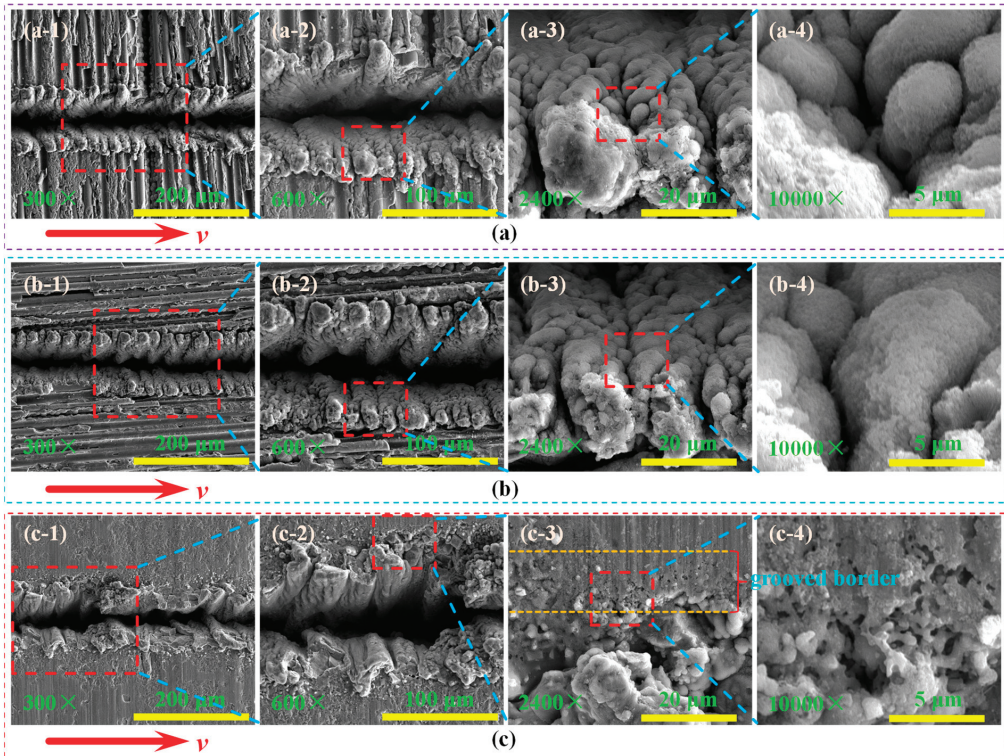 (a-1) (a-2) (a-3) (a-4)
300× 200 μm 600× 100 μm 2400× 20 μm 10000× 5 μm
v (a)
(b-1) (b-2) (b-3) (b-4)
300× 200 μm 600× 100 μm 2400× 20 μm 10000× 5 μm
v (b)
(c-1) (c-2) (c-3) (c-4)
grooved border
300× 200 μm 600× 100 μm 2400× 20 μm 10000× 5 μm
v (c)